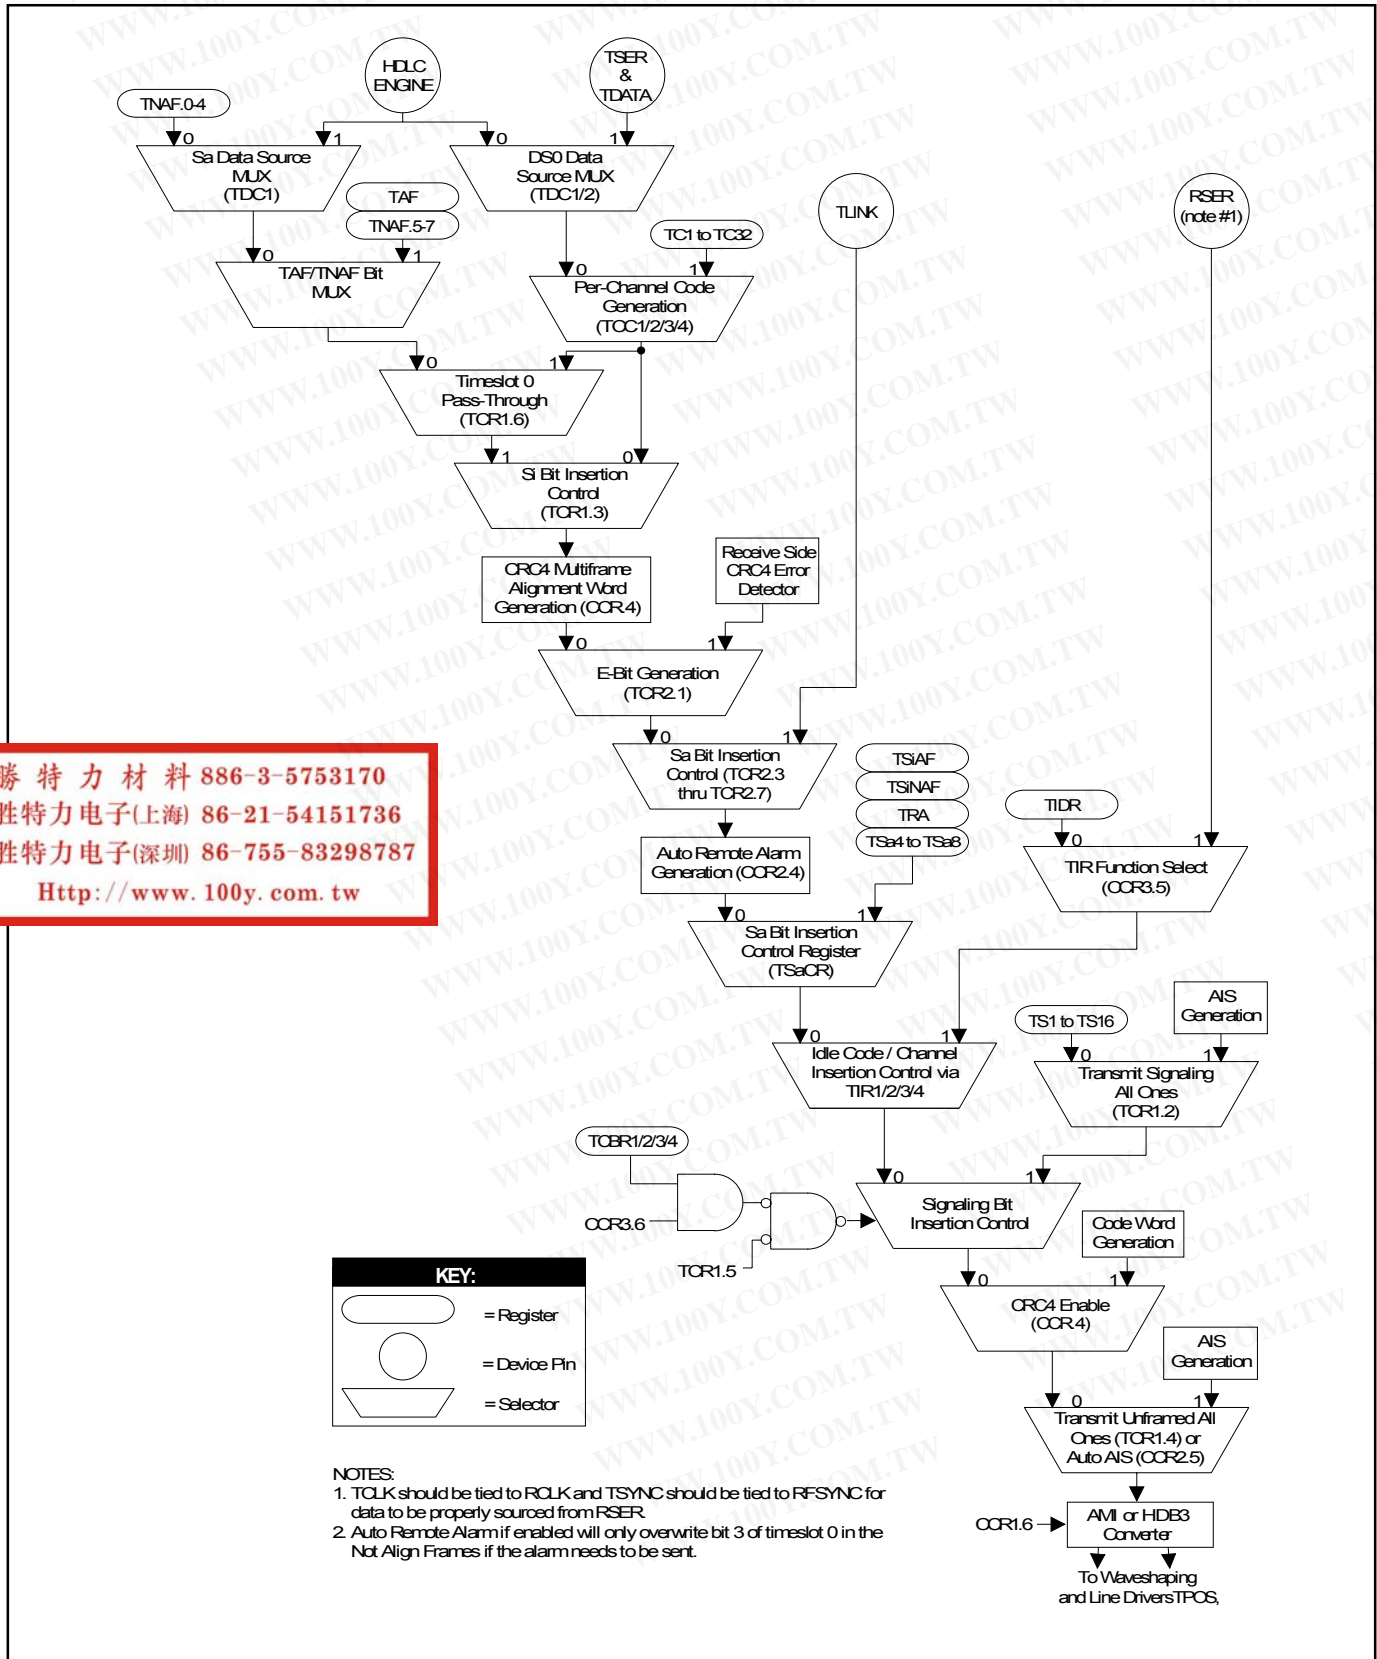 HDLC
ENGINE
TSER
&
TDATA
TNAF.0-4
0
1
Sa Data Source
MUX
(TDC1)
0
1
DS0 Data
Source MUX
(TDC1/2)
TAF
TNAF.5-7
TC1 to TC32
TLINK
RSER
(note #1)
0
1
TAF/TNAF Bit
MUX
0
1
Per-Channel Code
Generation
(TCC1/2/3/4)
0
1
Timeslot 0
Pass-Through
(TCR1.6)
1
0
Si Bit Insertion
Control
(TCR1.3)
CRC4 Multiframe
Alignment Word
Generation (CCR.4)
Receive Side
CRC4 Error
Detector
0
1
E-Bit Generation
(TCR2.1)
0
1
Sa Bit Insertion
Control (TCR2.3
thru TCR2.7)
TSiAF
TSiNAF
TRA
TSa4 to TSa8
TIDR
Auto Remote Alarm
Generation (CCR2.4)
0
1
TIR Function Select
(CCR3.5)
0
1
Sa Bit Insertion
Control Register
(TSaCR)
TS1 to TS16
AIS
Generation
0
1
Idle Code / Channel
Insertion Control via
TIR1/2/3/4
0
1
Transmit Signaling
All Ones
(TCR1.2)
TCBR1/2/3/4
CCR3.6
TCR1.5
0
1
Signaling Bit
Insertion Control
Code Word
Generation
0
1
CRC4 Enable
(CCR.4)
AIS
Generation
0
1
Transmit Unframed All
Ones (TCR1.4) or
Auto AIS (CCR2.5)
CCR1.6
AMI or HDB3
Converter
To Waveshaping
and Line DriversTPOS,
勝 特 力 材 料 886-3-5753170
胜特力电子(上海) 86-21-54151736
胜特力电子(深圳) 86-755-83298787
Http://www.100y.com.tw
KEY:
= Register
= Device Pin
= Selector
NOTES:
1. TCLK should be tied to RCLK and TSYNC should be tied to RFSYNC for
data to be properly sourced from RSER.
2. Auto Remote Alarm if enabled will only overwrite bit 3 of timeslot 0 in the
Not Align Frames if the alarm needs to be sent.
WWW.100Y.COM.TW